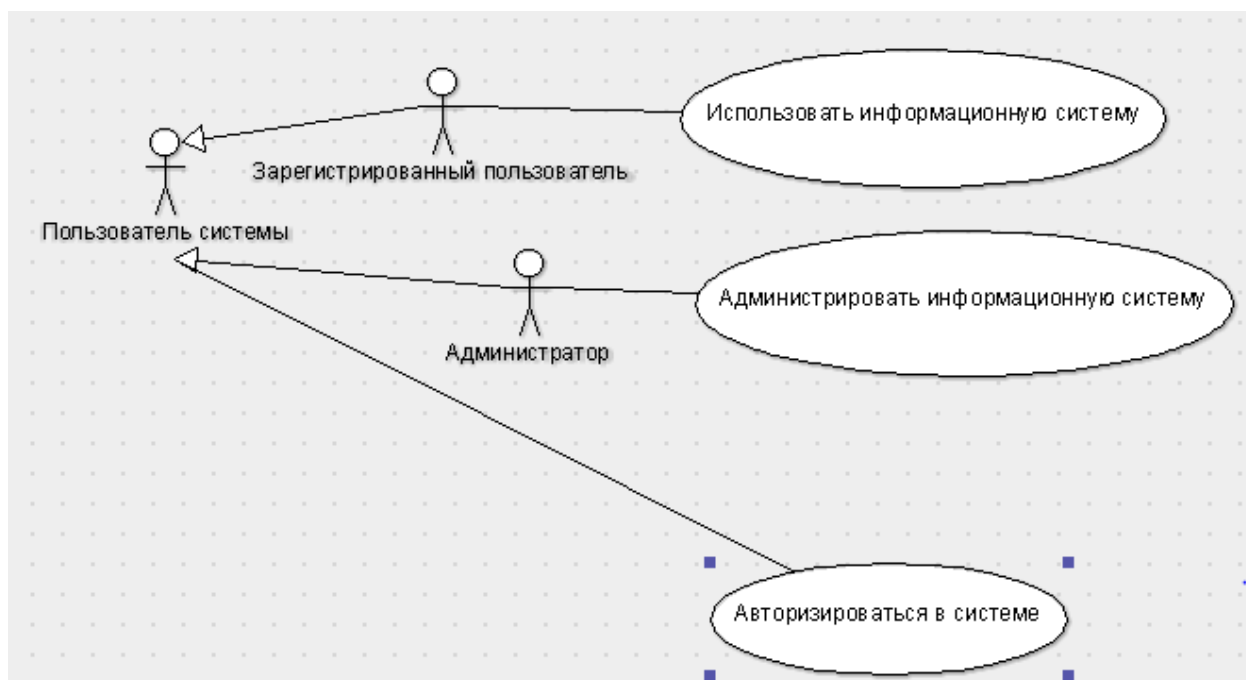 Использовать информационную систему
Зарегистрированный пользователь
Пользователь системы
Администрировать информационную систему
Администратор
Авторизироваться в системе